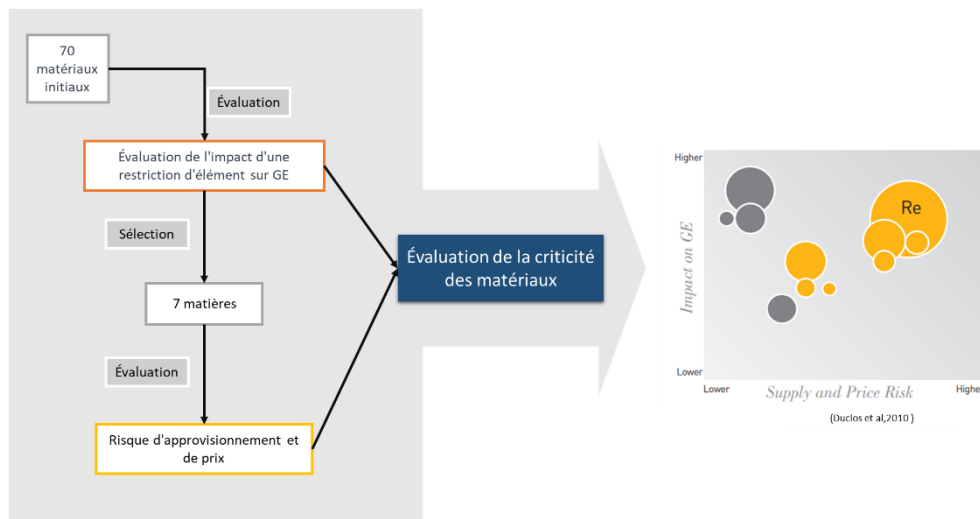 70
matériaux
initiaux
Évaluation
Évaluation de l'impact d'une
restriction d'élément sur GE
Sélection
7 matières
Évaluation
Risque d'approvisionnement et
de prix
Évaluation de la criticité
des matériaux
Higher
Impact on GE
Re
Lower
Lower
Supply and Price Risk
Higher
(Duclos et al,2010 )